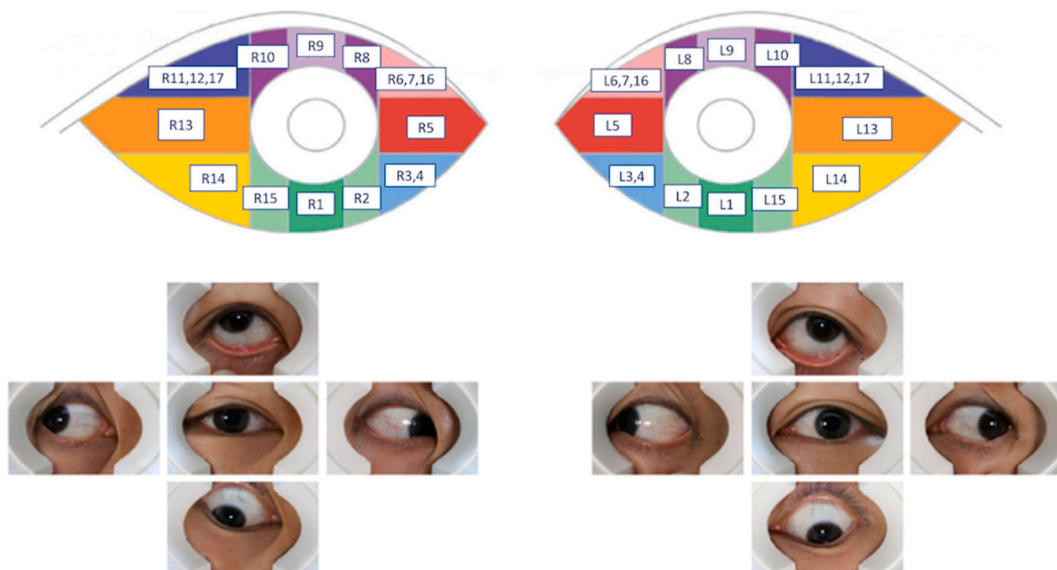 R9
R10
R8
R11,12,17
R6,7,16
R13
R5
R14
R3,4
R15
R1
R2
L9
L8
L10
L6,7,16
L11,12,17
L5
L13
L3,4
L14
L2
L1
L15